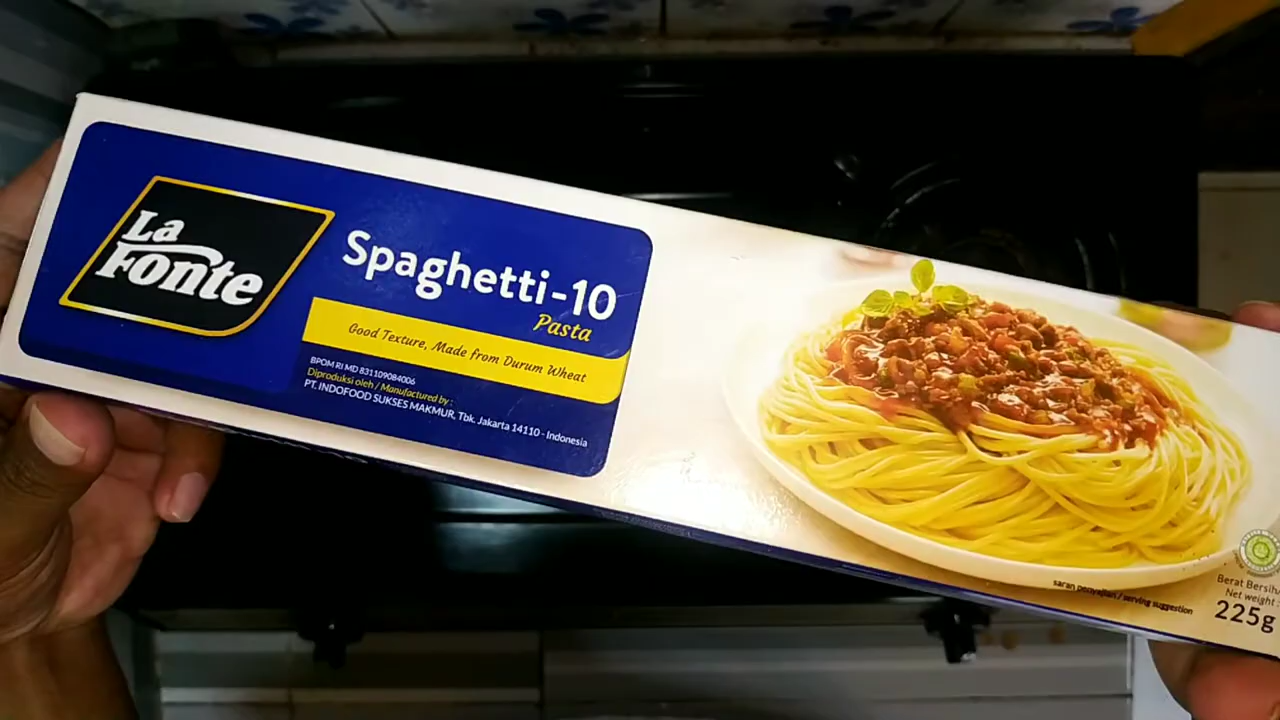 La
Fonte
Spaghetti-10
Pasta
Good Texture, Made from Durum Wheat
BPOM RI MD 831109084006
Diproduksi oleh / Manufactured by :
PT. INDOFOOD SUKSES MAKMUR, Tbk. Jakarta 14110 - Indonesia
saran penyajian / serving suggestion
Berat Bersih
Net weight
225g